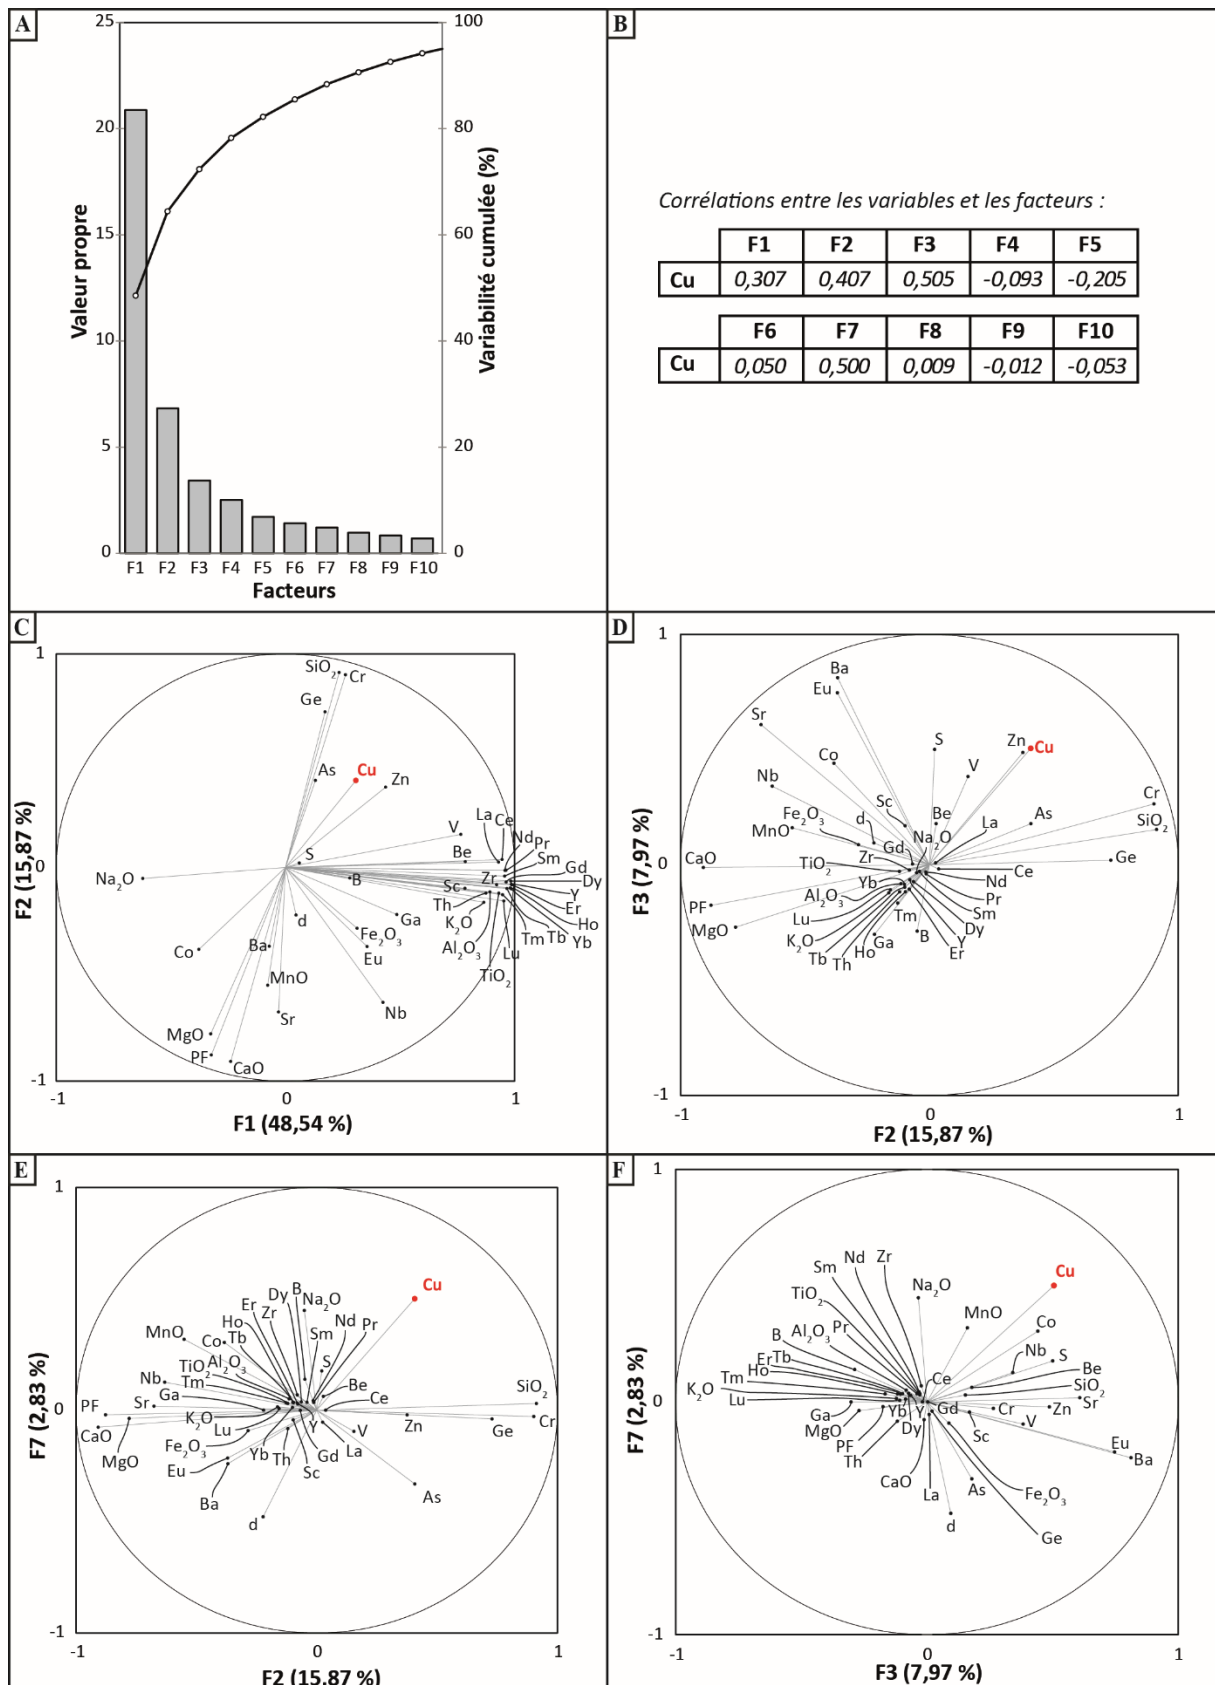 A
25
20
15
10
5
0
Valeur propre
100
80
60
40
20
0
Variabilité cumulée (%)
F1 F2 F3 F4 F5 F6 F7 F8 F9 F10
Facteurs
B
Corrélations entre les variables et les facteurs :
F1 F2 F3 F4 F5
Cu 0,307 0,407 0,505 -0,093 -0,205
F6 F7 F8 F9 F10
Cu 0,050 0,500 0,009 -0,012 -0,053
C
1
SiO2 Cr
Ge
As Cu Zn
V La Ce Nd Pr
Be Sm
S Gd
0
Na2O B Sc Zr Dy
Th Y
Ga K2O Er
d Fe2O3 Al2O3 Ho
Co Ba Eu Lu Tm Tb Yb
MnO TiO2
Sr Nb
MgO
PF CaO
-1
-1 0 1
F2 (15,87 %)
F1 (48,54 %)
D
1
Ba
Eu
Sr
S Zn Cu
Co V
Nb Cr
Sc Be As SiO2
Fe2O3 d La
MnO Na2O
Gd
0
CaO TiO2 Zr Ge
Ce
Yb Nd
PF Al2O3 Pr
Lu Tm Sm
MgO K2O Ga B Dy
Tb Ho Y
Th Er
-1
-1 0 1
F3 (7,97 %)
F2 (15,87 %)
E
1
Cu
B
Dy Na2O
Er Zr Nd
Ho Sm Pr
MnO Co Tb
Al2O3 S
TiO2
Nb Tm Be
PF Sr Ga Ce SiO2
0
CaO K2O Y V Zn Ge Cr
MgO Lu La
Fe2O3 Yb Gd
Eu Th Sc
Ba As
d
-1
-1 0 1
F7 (2,83 %)
F2 (15,87 %)
F
1
Nd Zr
Sm Na2O Cu
TiO2 MnO
Al2O3 Pr Co
B Nb S
Er Tb Ce Be
Tm Ho SiO2
K2O Lu Sr
0
Ga Yb Y Gd Cr Zn
MgO Dy Sc V
PF Eu
Th Ba
CaO La As Fe2O3
d Ge
-1
-1 0 1
F7 (2,83 %)
F3 (7,97 %)